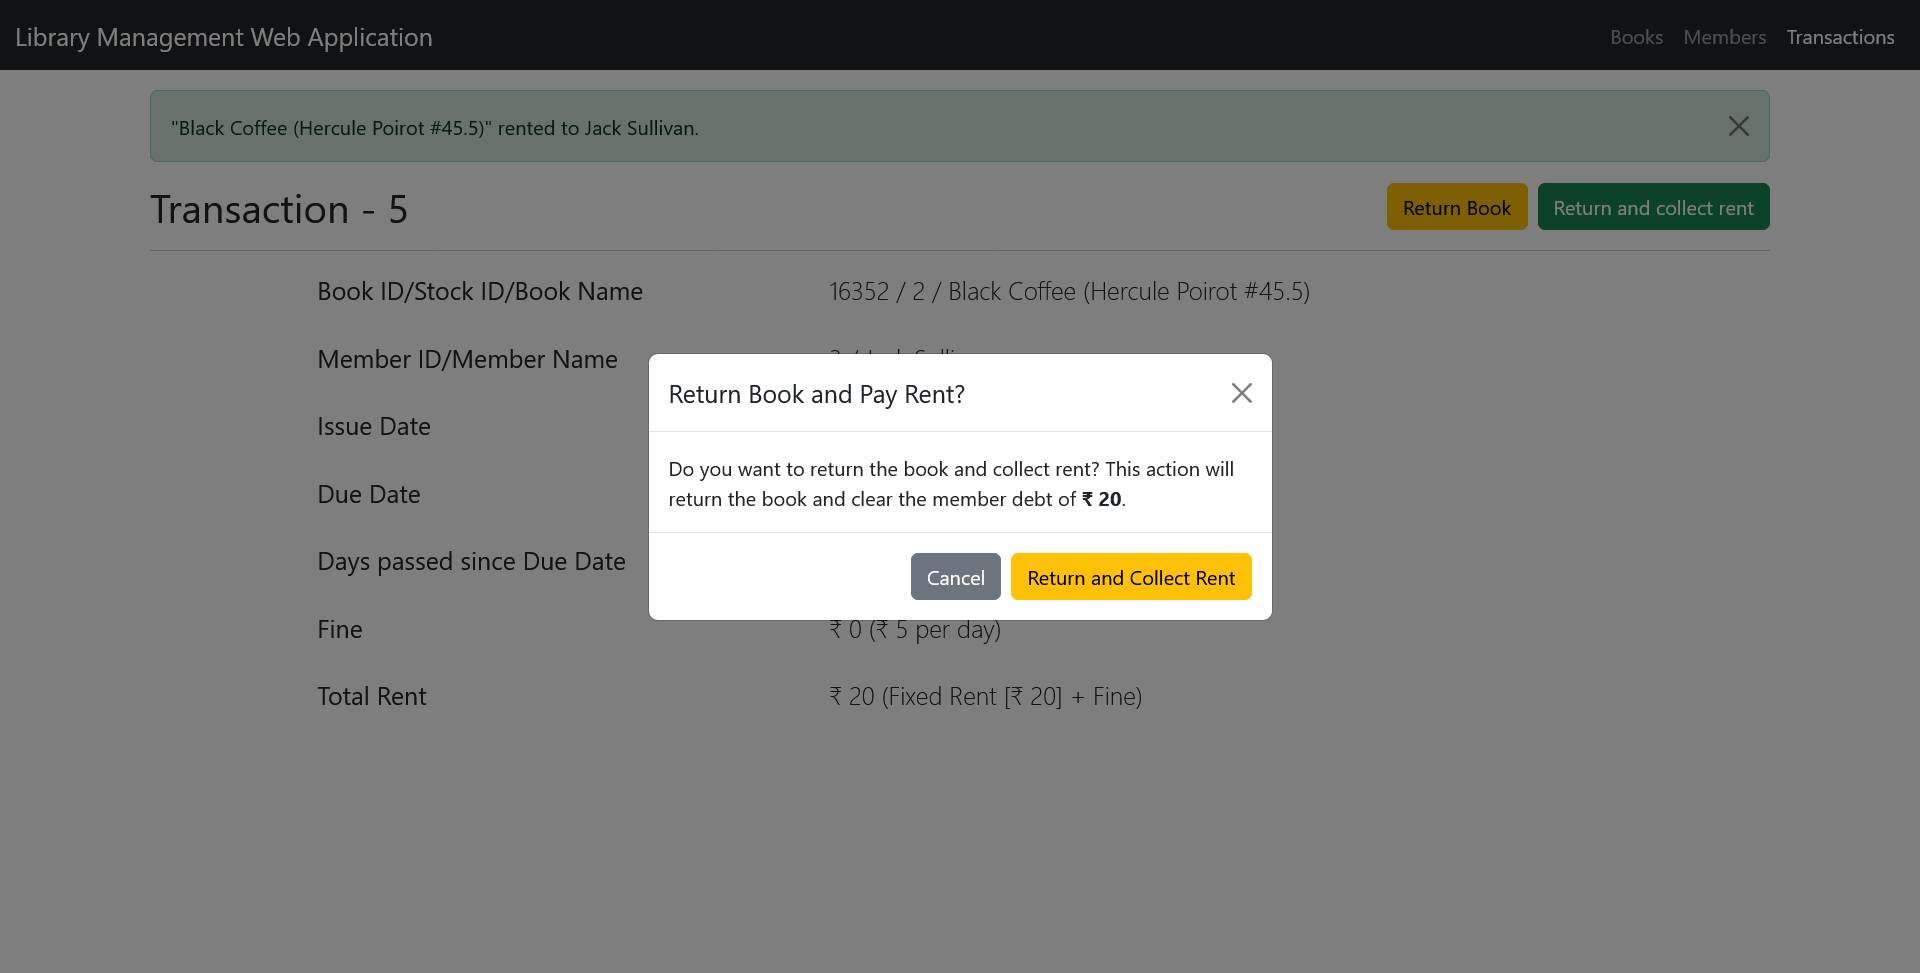 Library Management Web Application
Books Members Transactions
"Black Coffee (Hercule Poirot #45.5)" rented to Jack Sullivan.
Transaction - 5
Return Book Return and collect rent
Book ID/Stock ID/Book Name 16352 / 2 / Black Coffee (Hercule Poirot #45.5)
Member ID/Member Name
Return Book and Pay Rent?
Issue Date
Do you want to return the book and collect rent? This action will
return the book and clear the member debt of ₹ 20.
Due Date
Days passed since Due Date
Cancel Return and Collect Rent
Fine ₹ 0 (₹ 5 per day)
Total Rent ₹ 20 (Fixed Rent [₹ 20] + Fine)